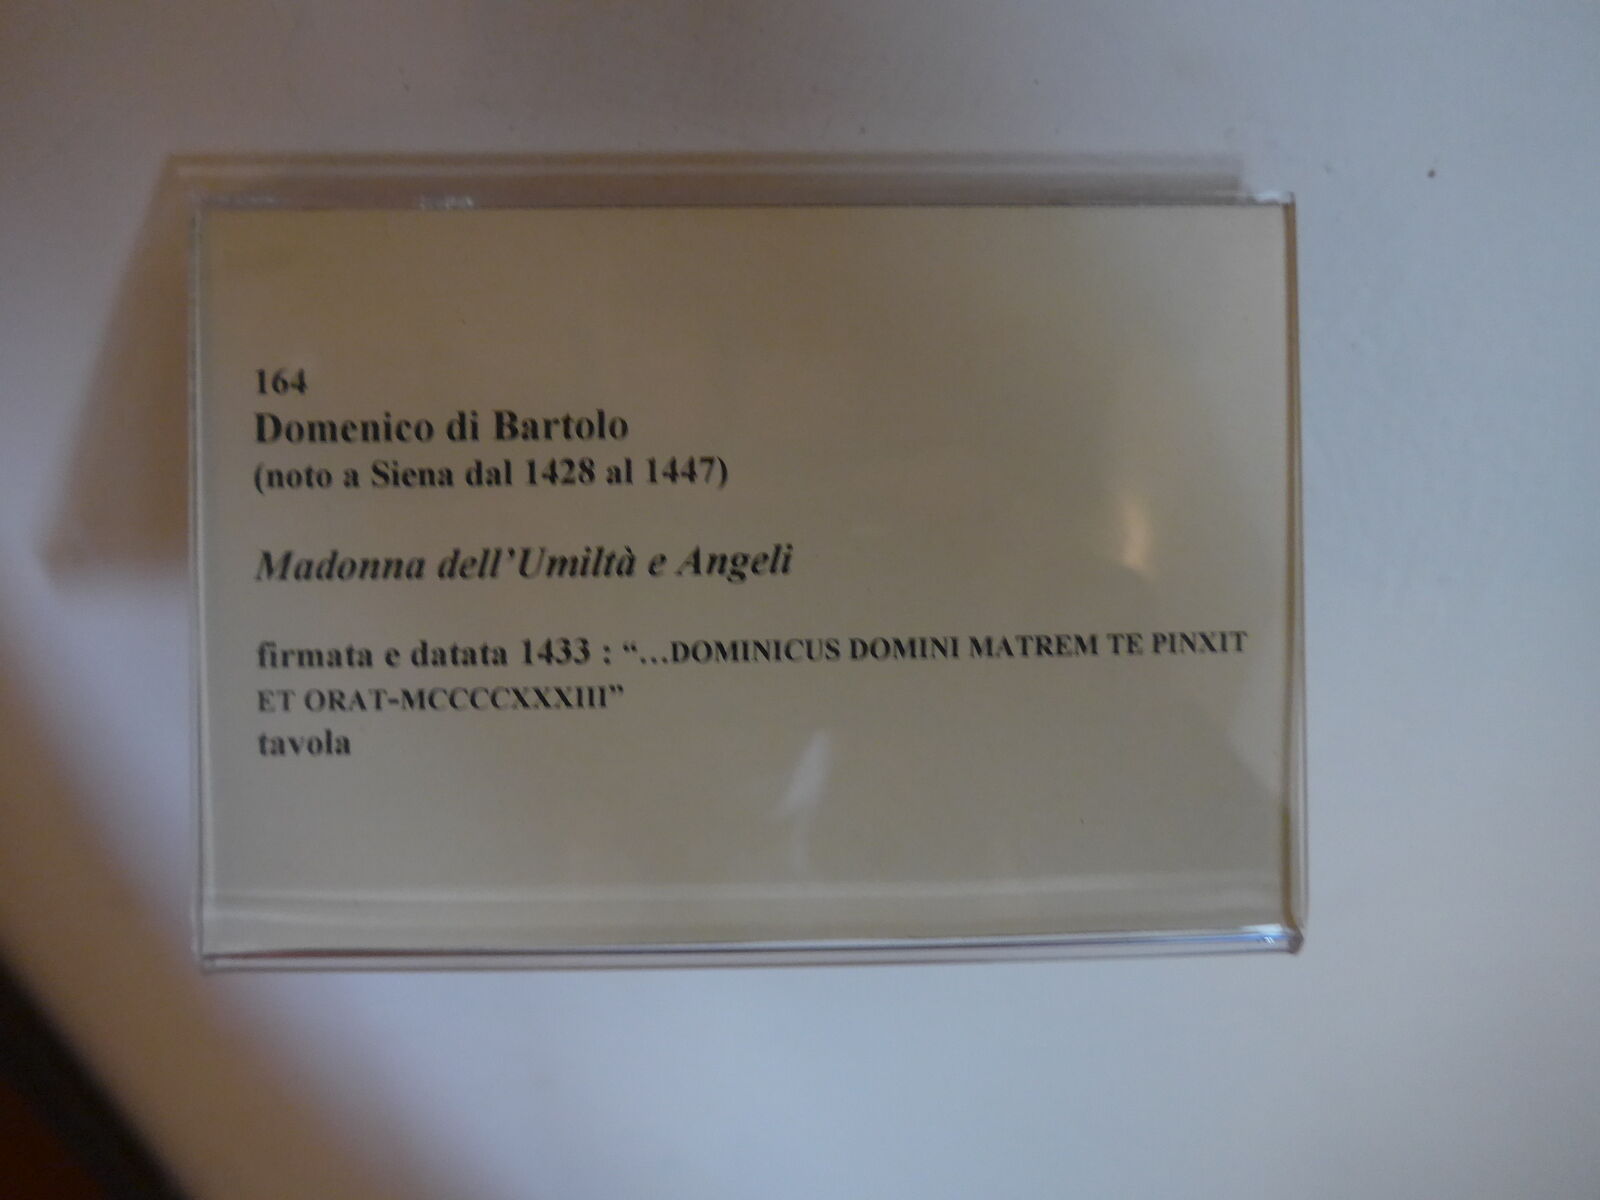 164
Domenico di Bartolo
(noto a Siena dal 1428 al 1447)
Madonna dell’Umiltà e Angeli
firmata e datata 1433 : “...DOMINICUS DOMINI MATREM TE PINXIT
ET ORAT-MCCCCXXXIII”
tavola